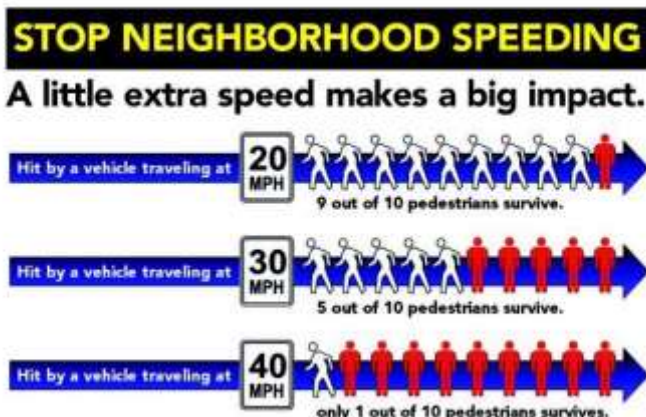 STOP NEIGHBORHOOD SPEEDING
A little extra speed makes a big impact.
Hit by a vehicle traveling at 20 MPH
9 out of 10 pedestrians survive.
Hit by a vehicle traveling at 30 MPH
5 out of 10 pedestrians survive.
Hit by a vehicle traveling at 40 MPH
only 1 out of 10 pedestrians survives.